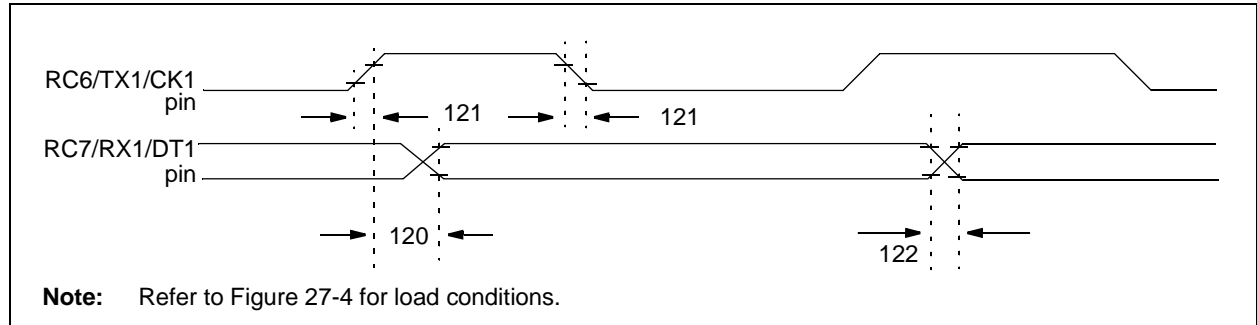 RC6/TX1/CK1
pin
121
121
RC7/RX1/DT1
pin
120
122
Note: Refer to Figure 27-4 for load conditions.